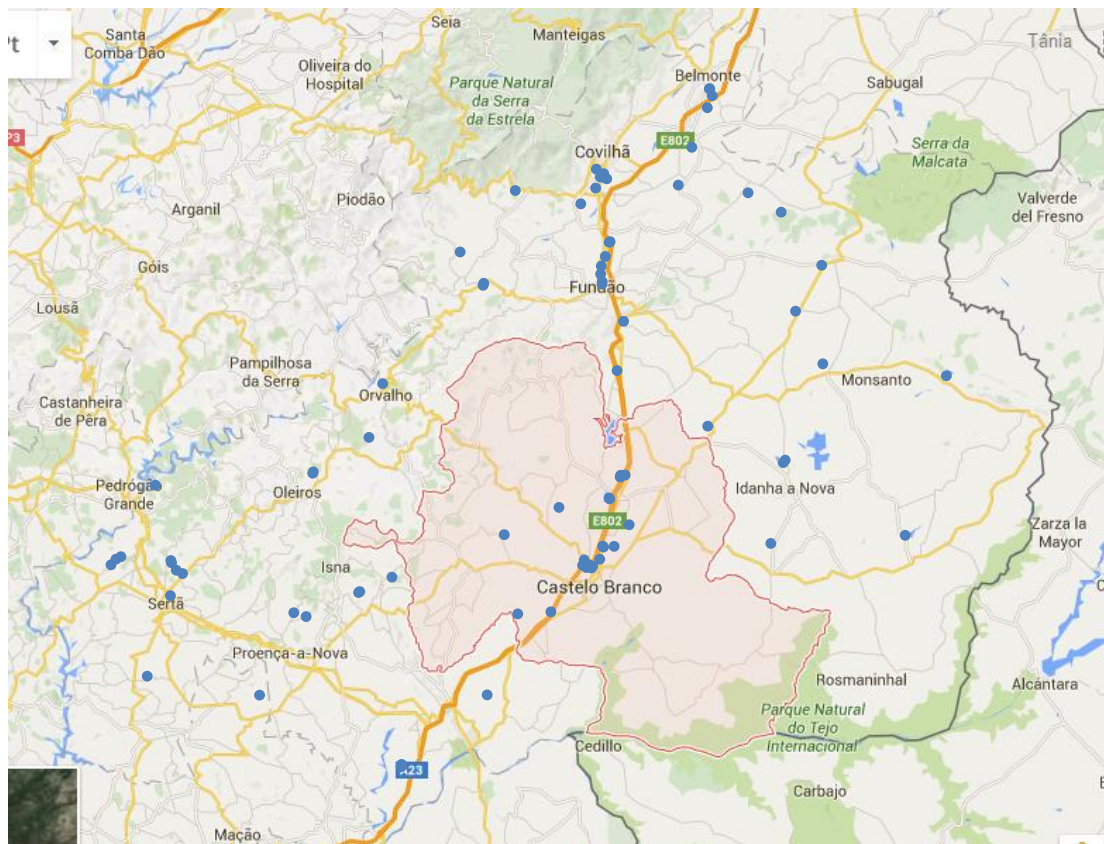 Seia
Santa
Comba Dão
Manteigas
Pt
Tânia
Oliveira do
Hospital
Belmonte
Sabugal
Parque Natural
da Serra
da Estrela
E802
Covilhã
Serra da
Malcata
Piodão
Arganil
Valverde
del Fresno
Góis
Lousã
Fundão
Pampilhosa
da Serra
Orvalho
Monsanto
Castanheira
de Pêra
Pedrógão
Grande
Oleiros
Idanha a Nova
E802
Zarza la
Mayor
Isna
Castelo Branco
Sertã
Proença-a-Nova
Rosmaninhal
Alcántara
Parque Natural
do Tejo
Internacional
Cedillo
A23
Carbajo
Mação